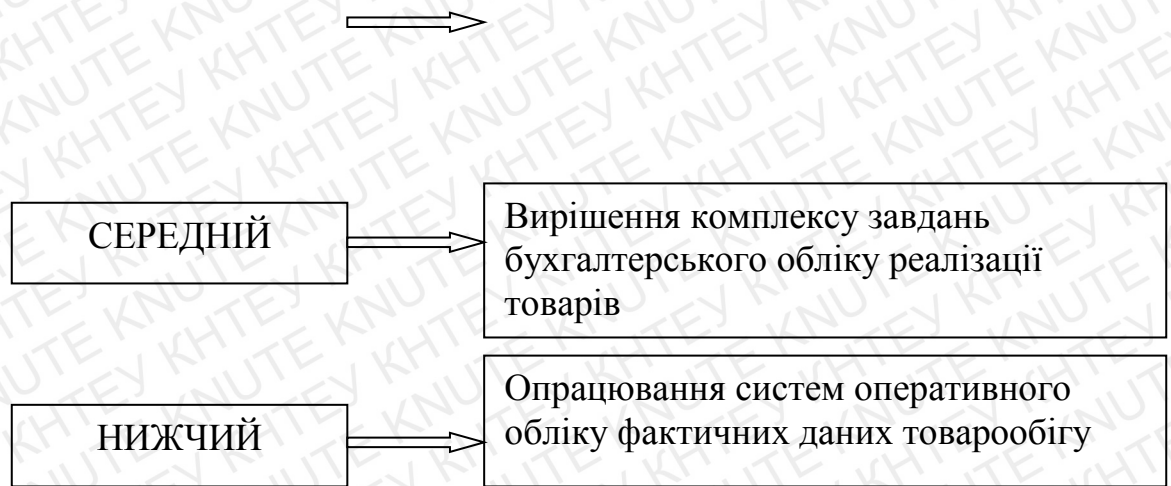 СЕРЕДНІЙ
Вирішення комплексу завдань
бухгалтерського обліку реалізації
товарів
НИЖЧИЙ
Опрацювання систем оперативного
обліку фактичних даних товарообігу